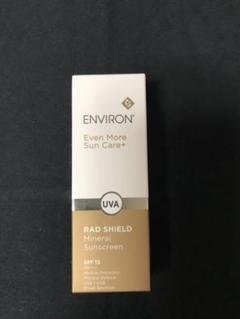 ENVIRON®
Even More
Sun Care+
UVA
RAD SHIELD
Mineral
Sunscreen
SPF 15